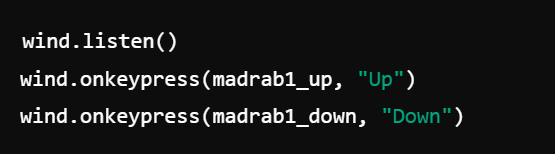 wind.listen()
wind.onkeypress(madrab1_up, "Up")
wind.onkeypress(madrab1_down, "Down")